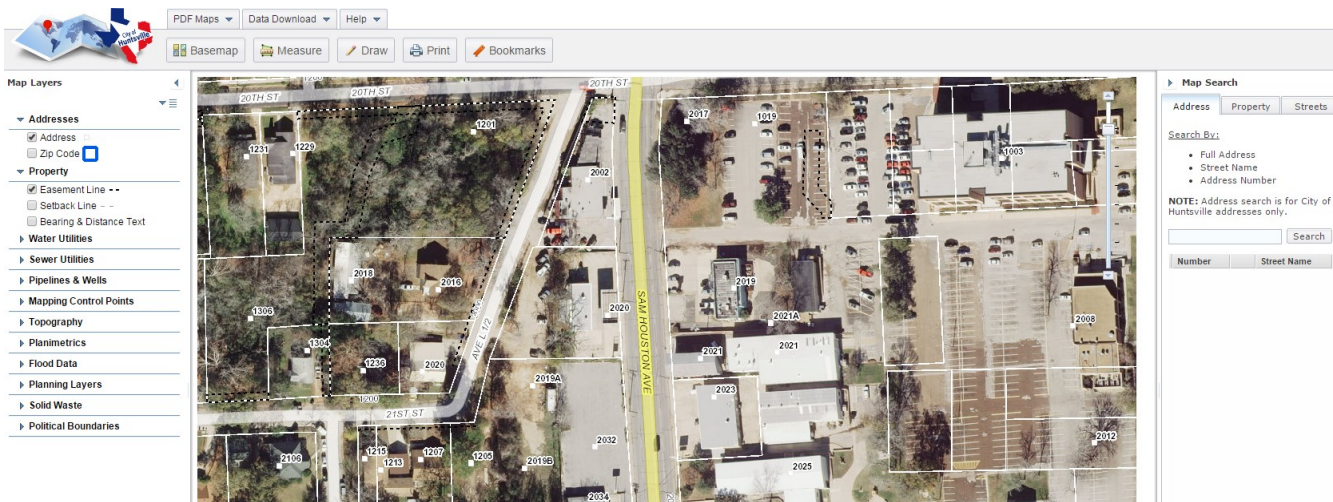 City of
Huntsville
PDF Maps
Data Download
Help
Basemap
Measure
Draw
Print
Bookmarks
Map Layers
Addresses
Address
Zip Code
Property
Easement Line
Setback Line
Bearing & Distance Text
Water Utilities
Sewer Utilities
Pipelines & Wells
Mapping Control Points
Topography
Planimetrics
Flood Data
Planning Layers
Solid Waste
Political Boundaries
1200
20TH ST
20TH ST
20TH ST
1231
1229
1201
2002
2017
1019
1003
2018
2016
2019
1306
2020
2021A
2008
1304
AVE L 1/2
SAM HOUSTON AVE
2021
2021
1236
2020
2019A
2023
1200
21ST ST
2032
2012
2106
1215
1213
1207
1205
2019B
2025
2034
Map Search
Address
Property
Streets
Search By:
• Full Address
• Street Name
• Address Number
NOTE: Address search is for City of
Huntsville addresses only.
Search
Number
Street Name